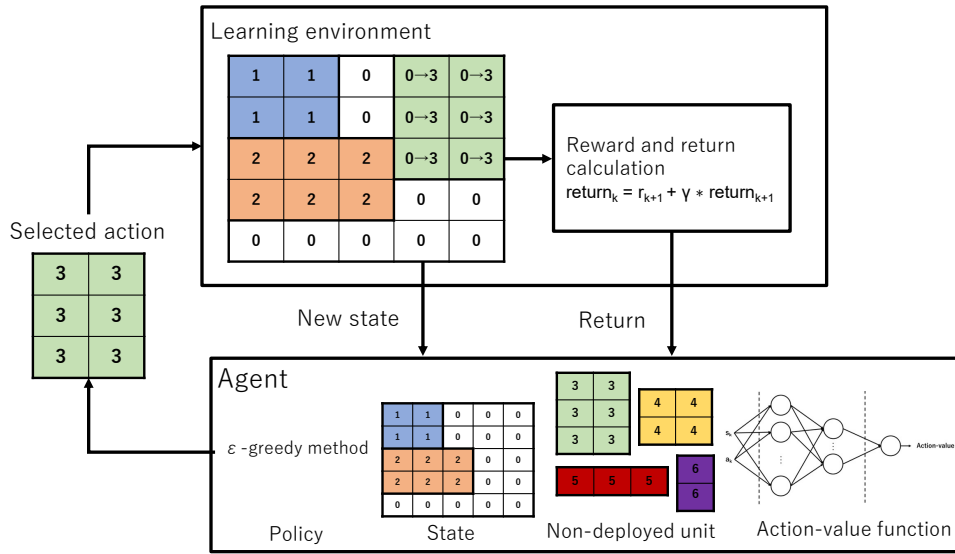 Learning environment
1 1 0 0→3 0→3
1 1 0 0→3 0→3
2 2 2 0→3 0→3
2 2 2 0 0
0 0 0 0 0
Reward and return
calculation
return_k = r_{k+1} + γ * return_{k+1}
Selected action
3 3
3 3
3 3
New state
Return
Agent
ε-greedy method
Policy
1 1 0 0 0
1 1 0 0 0
2 2 2 0 0
2 2 2 0 0
0 0 0 0 0
State
3 3
3 3
3 3
4 4
4 4
5 5 5
6
6
Non-deployed unit
s_k
a_k
Action-value
Action-value function